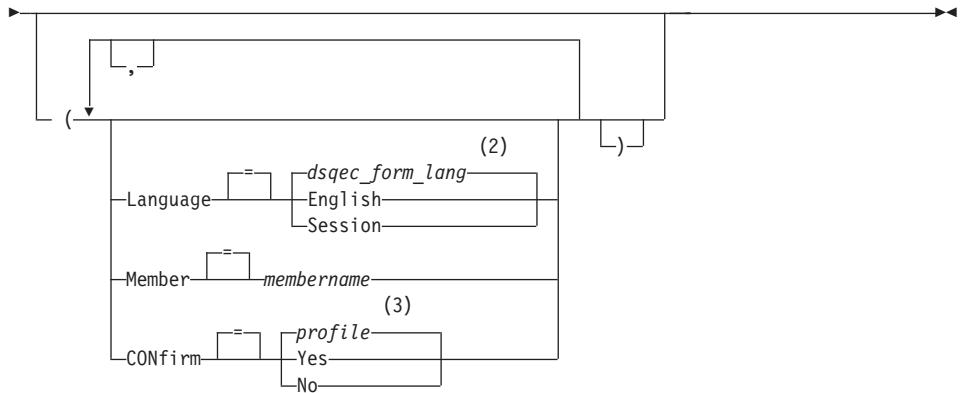 ,
(
)
(2)
= dsqec_form_lang
Language English
Session
=
Member membername
(3)
= profile
CONfirm Yes
No